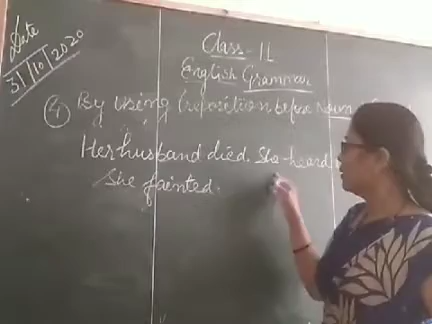 Date
31/10/2020
Class-11
English Grammar
4 By using Preposition before Noun
Her husband died. She heard
She fainted.